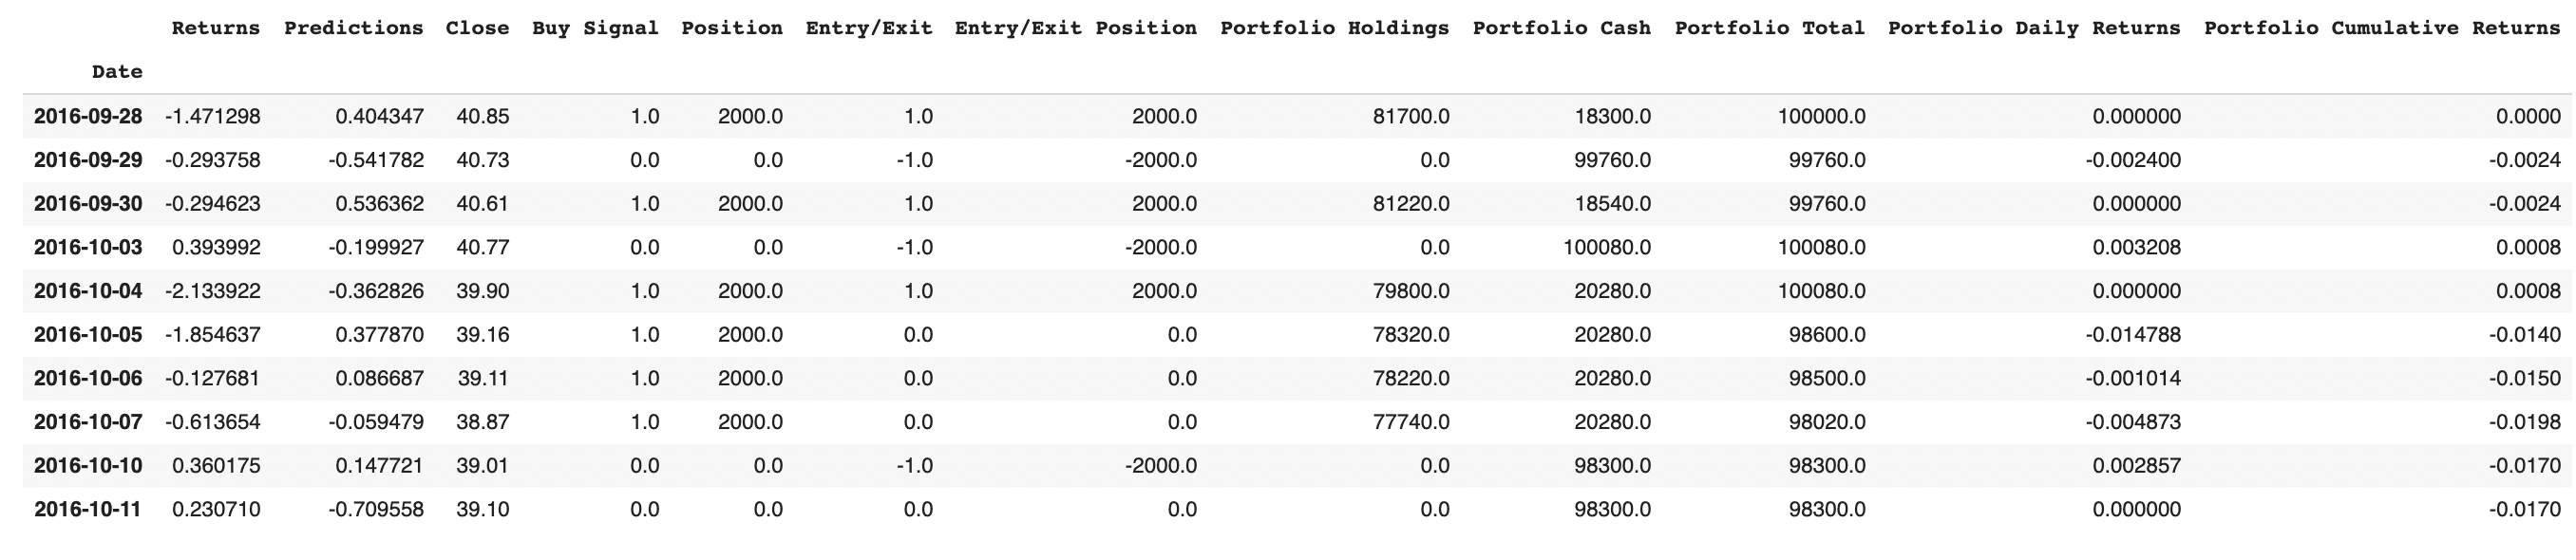 Returns Predictions Close Buy Signal Position Entry/Exit Entry/Exit Position Portfolio Holdings Portfolio Cash Portfolio Total Portfolio Daily Returns Portfolio Cumulative Returns
Date
2016-09-28 -1.471298 0.404347 40.85 1.0 2000.0 1.0 2000.0 81700.0 18300.0 100000.0 0.000000 0.0000
2016-09-29 -0.293758 -0.541782 40.73 0.0 0.0 -1.0 -2000.0 0.0 99760.0 99760.0 -0.002400 -0.0024
2016-09-30 -0.294623 0.536362 40.61 1.0 2000.0 1.0 2000.0 81220.0 18540.0 99760.0 0.000000 -0.0024
2016-10-03 0.393992 -0.199927 40.77 0.0 0.0 -1.0 -2000.0 0.0 100080.0 100080.0 0.003208 0.0008
2016-10-04 -2.133922 -0.362826 39.90 1.0 2000.0 1.0 2000.0 79800.0 20280.0 100080.0 0.000000 0.0008
2016-10-05 -1.854637 0.377870 39.16 1.0 2000.0 0.0 0.0 78320.0 20280.0 98600.0 -0.014788 -0.0140
2016-10-06 -0.127681 0.086687 39.11 1.0 2000.0 0.0 0.0 78220.0 20280.0 98500.0 -0.001014 -0.0150
2016-10-07 -0.613654 -0.059479 38.87 1.0 2000.0 0.0 0.0 77740.0 20280.0 98020.0 -0.004873 -0.0198
2016-10-10 0.360175 0.147721 39.01 0.0 0.0 -1.0 -2000.0 0.0 98300.0 98300.0 0.002857 -0.0170
2016-10-11 0.230710 -0.709558 39.10 0.0 0.0 0.0 0.0 0.0 98300.0 98300.0 0.000000 -0.0170